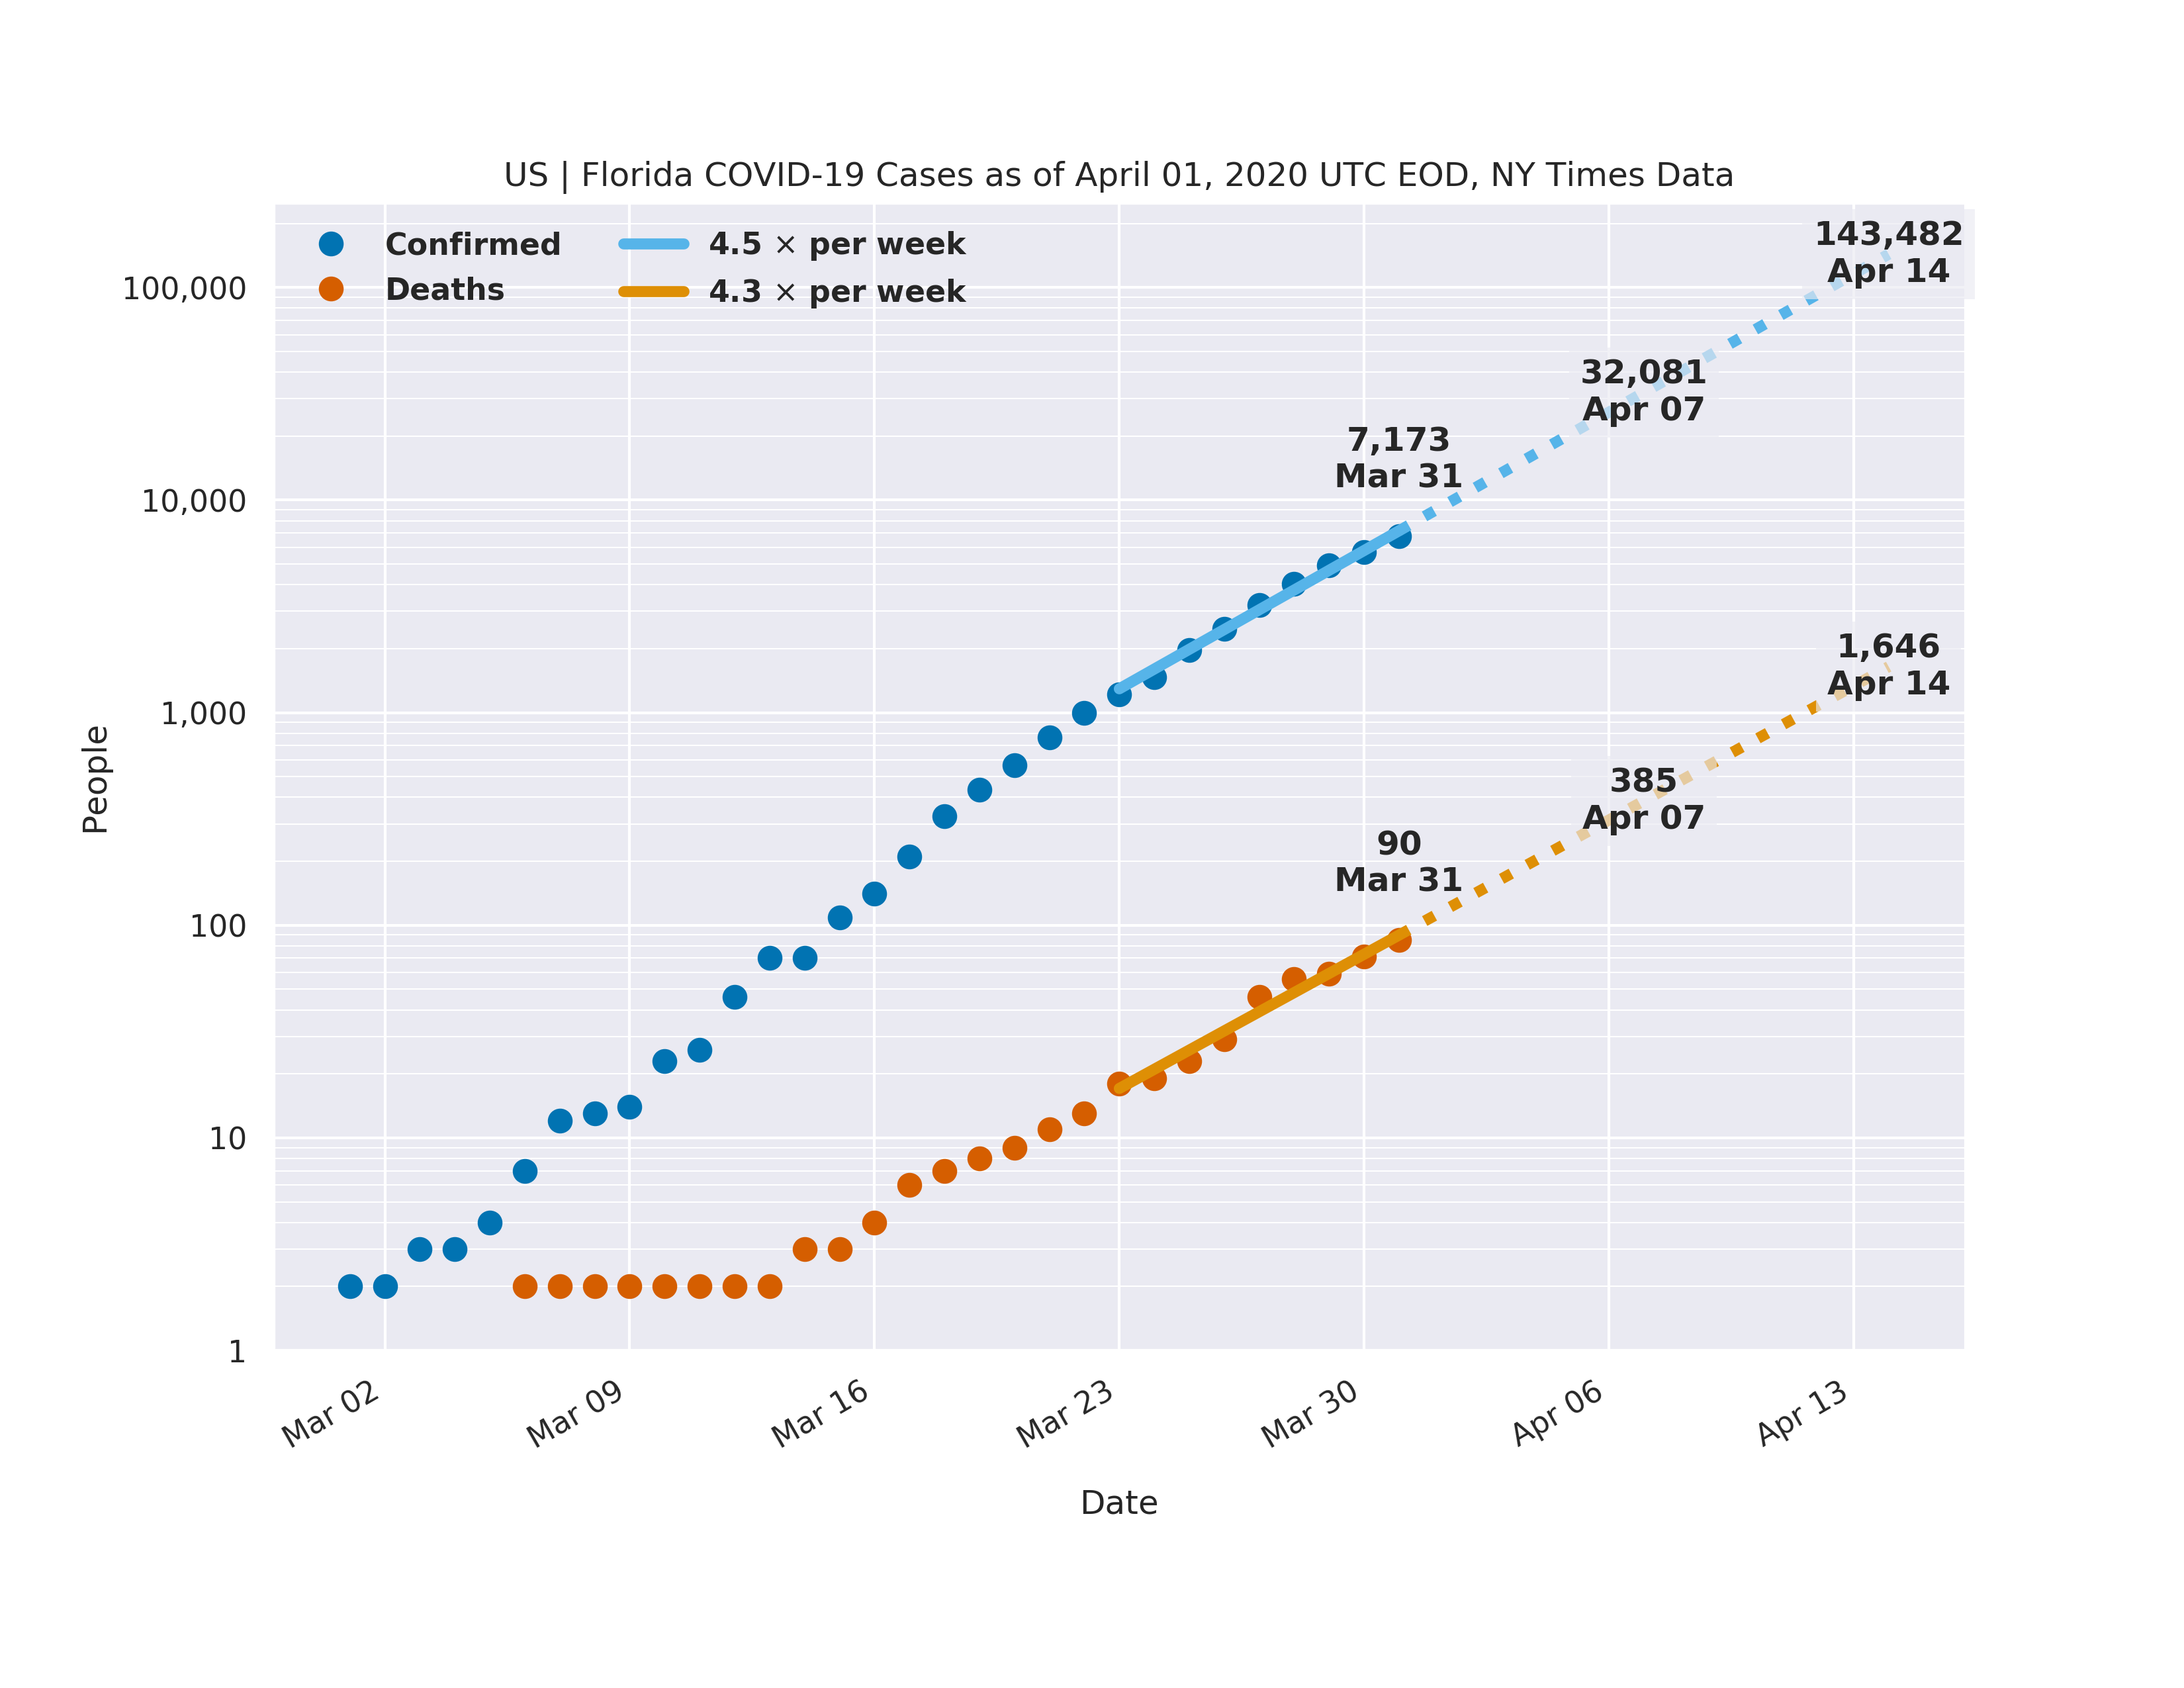 US | Florida COVID-19 Cases as of April 01, 2020 UTC EOD, NY Times Data
Confirmed
Deaths
4.5 × per week
4.3 × per week
143,482
Apr 14
32,081
Apr 07
7,173
Mar 31
1,646
Apr 14
385
Apr 07
90
Mar 31
People
100,000
10,000
1,000
100
10
1
Mar 02
Mar 09
Mar 16
Mar 23
Mar 30
Apr 06
Apr 13
Date